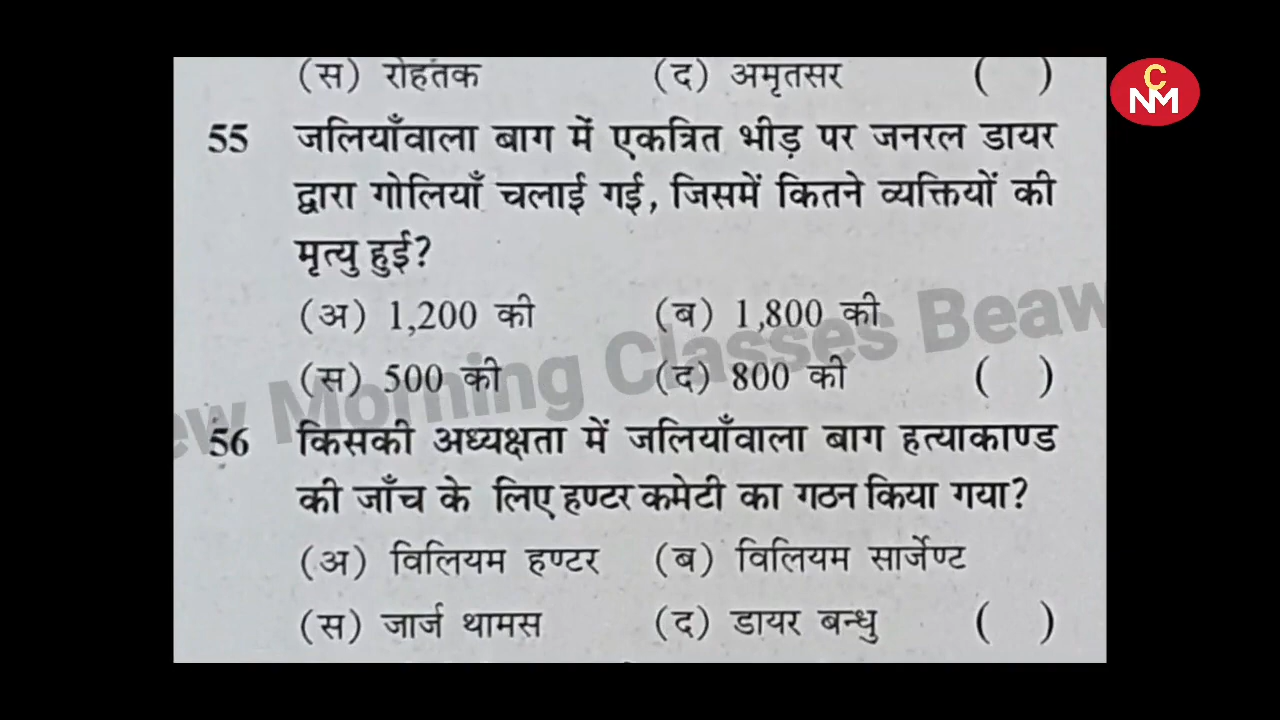 (स) रोहतक (द) अमृतसर ( )
55 जलियाँवाला बाग में एकत्रित भीड़ पर जनरल डायर
द्वारा गोलियाँ चलाई गई, जिसमें कितने व्यक्तियों की
मृत्यु हुई?
(अ) 1,200 की (ब) 1,800 की
(स) 500 की (द) 800 की ( )
56 किसकी अध्यक्षता में जलियाँवाला बाग हत्याकाण्ड
की जाँच के लिए हण्टर कमेटी का गठन किया गया?
(अ) विलियम हण्टर (ब) विलियम सार्जेण्ट
(स) जार्ज थामस (द) डायर बन्धु ( )
CNM
ew Morning Classes Beaw